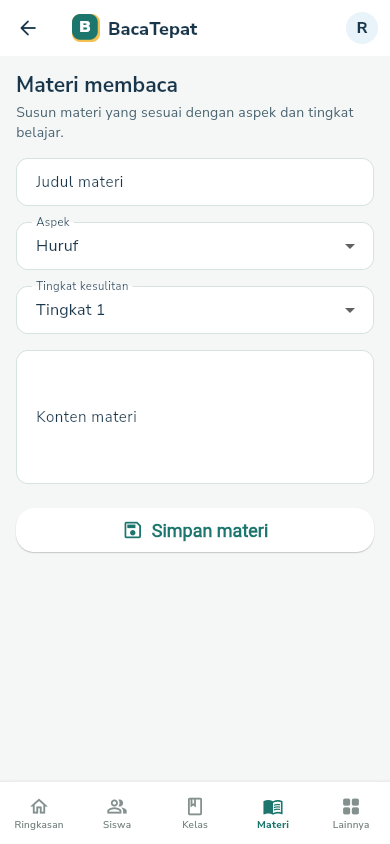 B BacaTepat R
Materi membaca
Susun materi yang sesuai dengan aspek dan tingkat
belajar.
Judul materi
Aspek
Huruf
Tingkat kesulitan
Tingkat 1
Konten materi
Simpan materi
Ringkasan Siswa Kelas Materi Lainnya